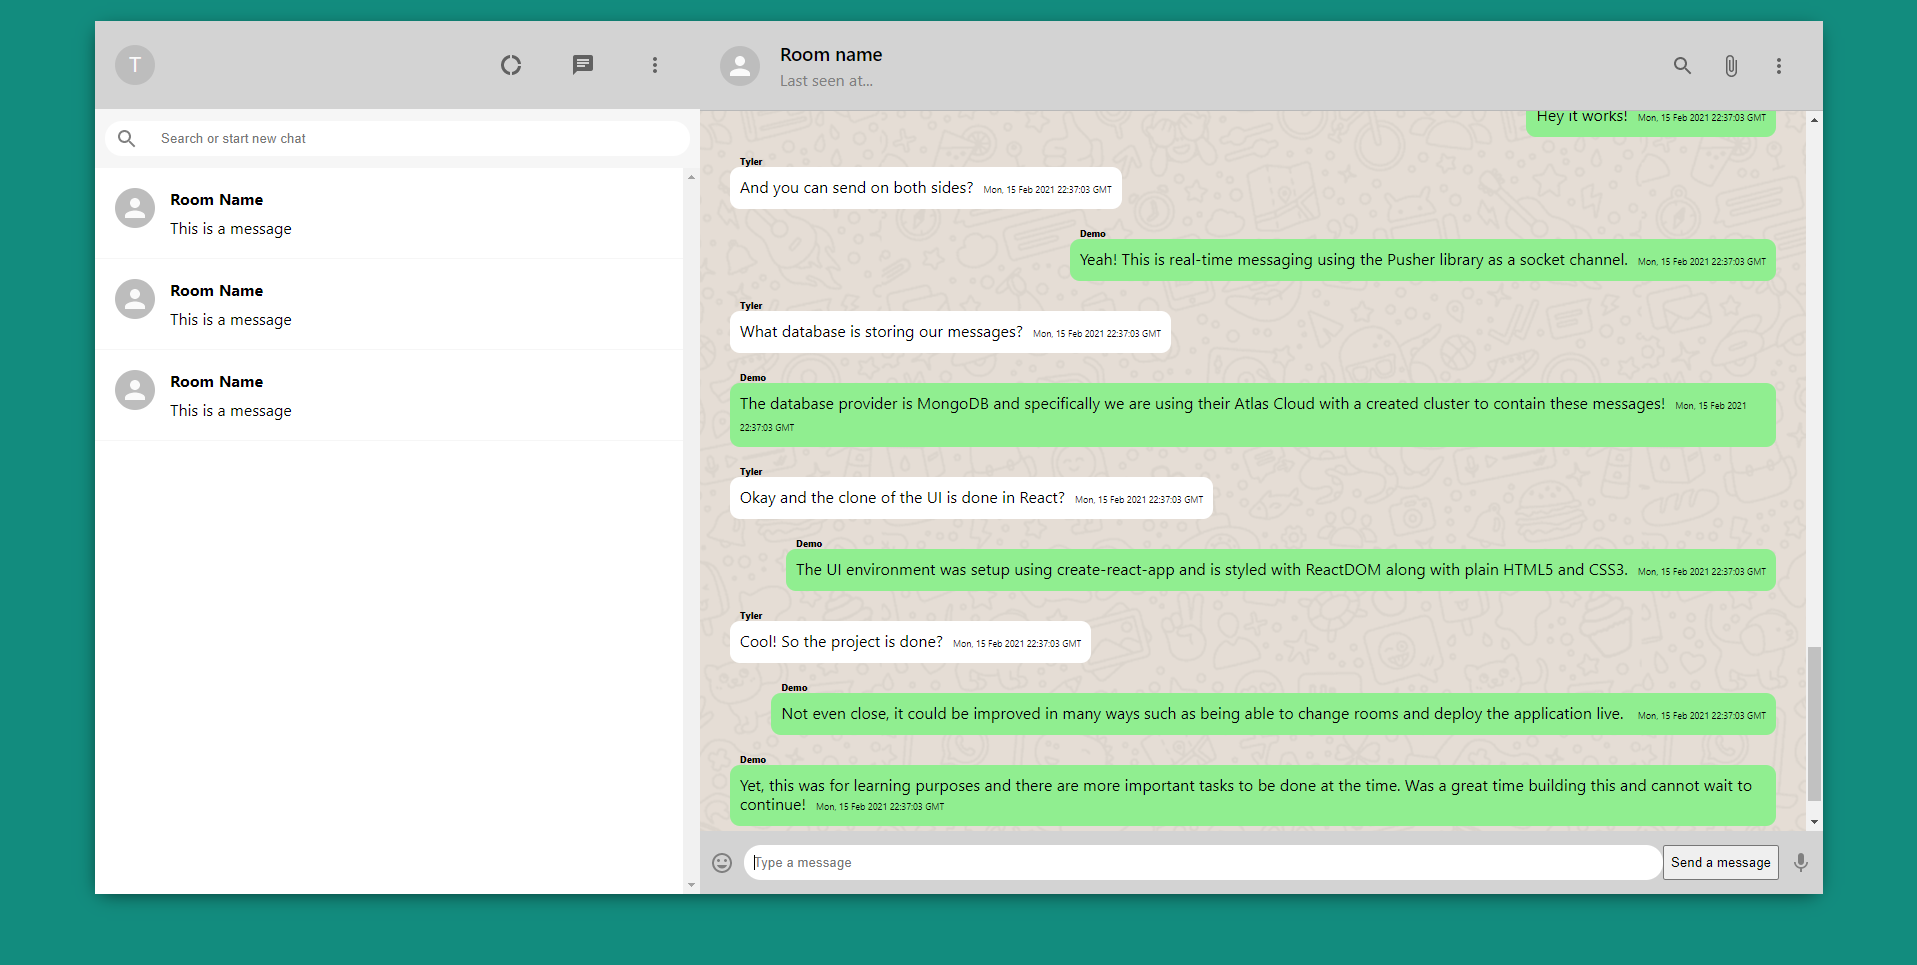 T
Search or start new chat
Room Name
This is a message
Room Name
This is a message
Room Name
This is a message
Room name
Last seen at...
Hey it works! Mon, 15 Feb 2021 22:37:03 GMT
Tyler
And you can send on both sides? Mon, 15 Feb 2021 22:37:03 GMT
Demo
Yeah! This is real-time messaging using the Pusher library as a socket channel. Mon, 15 Feb 2021 22:37:03 GMT
Tyler
What database is storing our messages? Mon, 15 Feb 2021 22:37:03 GMT
Demo
The database provider is MongoDB and specifically we are using their Atlas Cloud with a created cluster to contain these messages! Mon, 15 Feb 2021
22:37:03 GMT
Tyler
Okay and the clone of the UI is done in React? Mon, 15 Feb 2021 22:37:03 GMT
Demo
The UI environment was setup using create-react-app and is styled with ReactDOM along with plain HTML5 and CSS3. Mon, 15 Feb 2021 22:37:03 GMT
Tyler
Cool! So the project is done? Mon, 15 Feb 2021 22:37:03 GMT
Demo
Not even close, it could be improved in many ways such as being able to change rooms and deploy the application live. Mon, 15 Feb 2021 22:37:03 GMT
Demo
Yet, this was for learning purposes and there are more important tasks to be done at the time. Was a great time building this and cannot wait to
continue! Mon, 15 Feb 2021 22:37:03 GMT
Type a message
Send a message